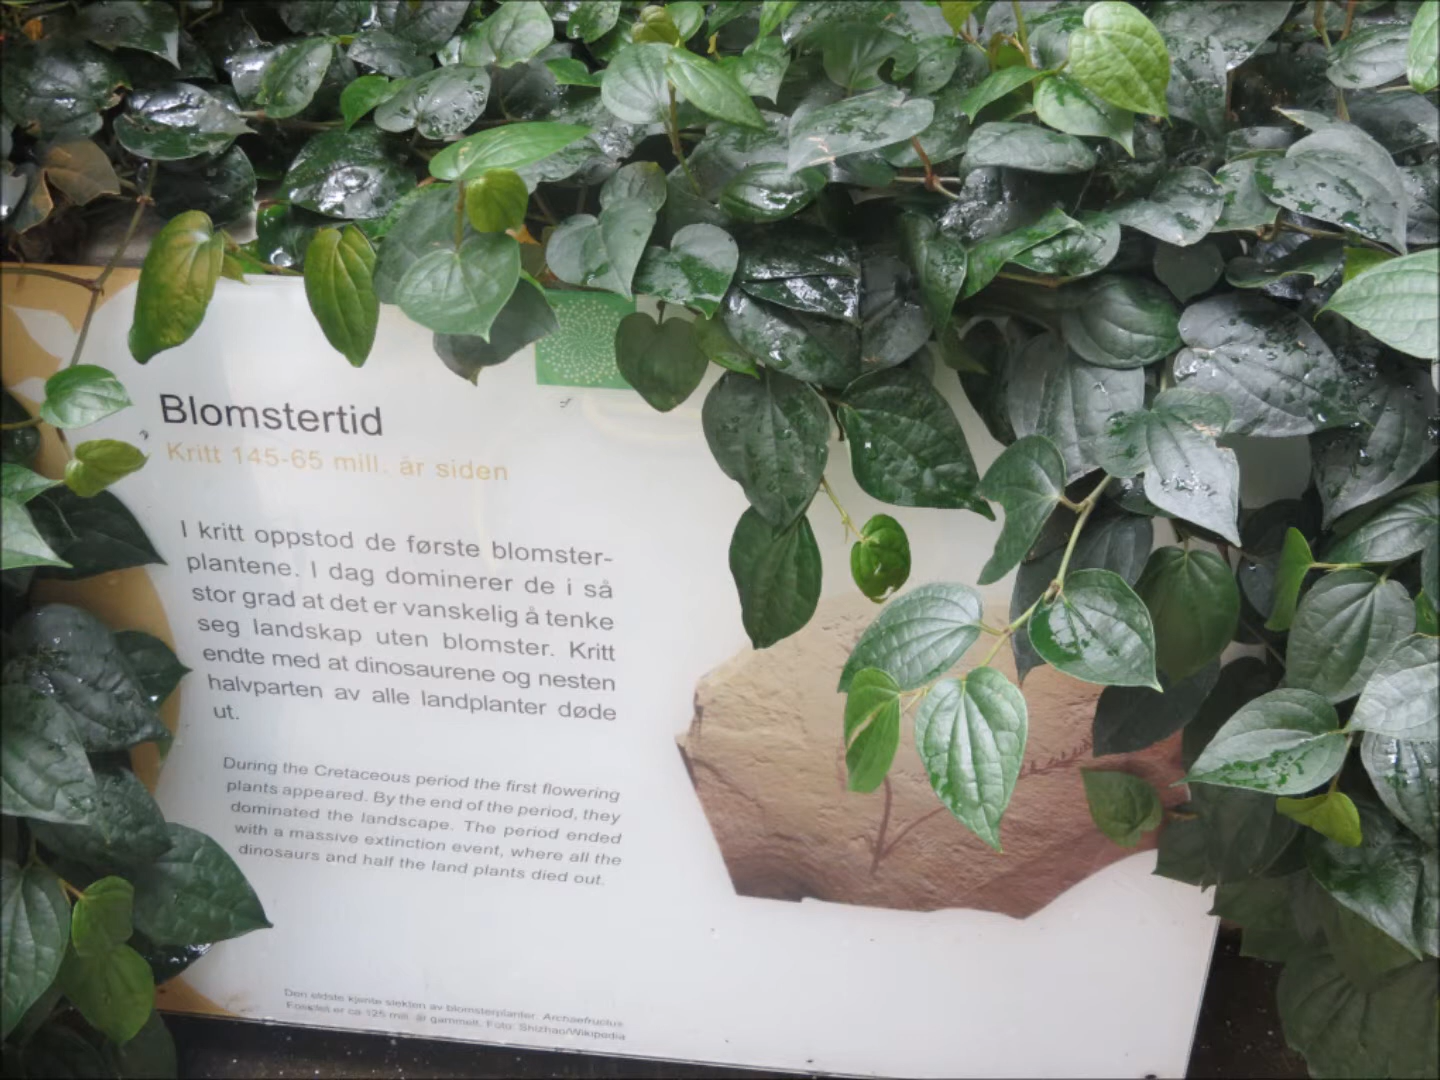 Blomstertid
Kritt 145-65 mill. år siden
I kritt oppstod de første blomster-
plantene. I dag dominerer de i så
stor grad at det er vanskelig å tenke
seg landskap uten blomster. Kritt
endte med at dinosaurene og nesten
halvparten av alle landplanter døde
ut.
During the Cretaceous period the first flowering
plants appeared. By the end of the period, they
dominated the landscape. The period ended
with a massive extinction event, where all the
dinosaurs and half the land plants died out.
Den eldste kjente slekten av blomsterplanter. Archaefructus
Fossilet er ca 125 mill. år gammelt. Foto: Shizhao/Wikipedia